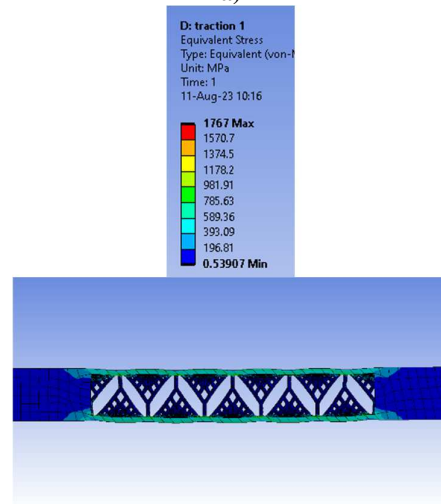 D: traction 1
Equivalent Stress
Type: Equivalent (von-M
Unit: MPa
Time: 1
11-Aug-23 10:16
1767 Max
1570.7
1374.5
1178.2
981.91
785.63
589.36
393.09
196.81
0.53907 Min